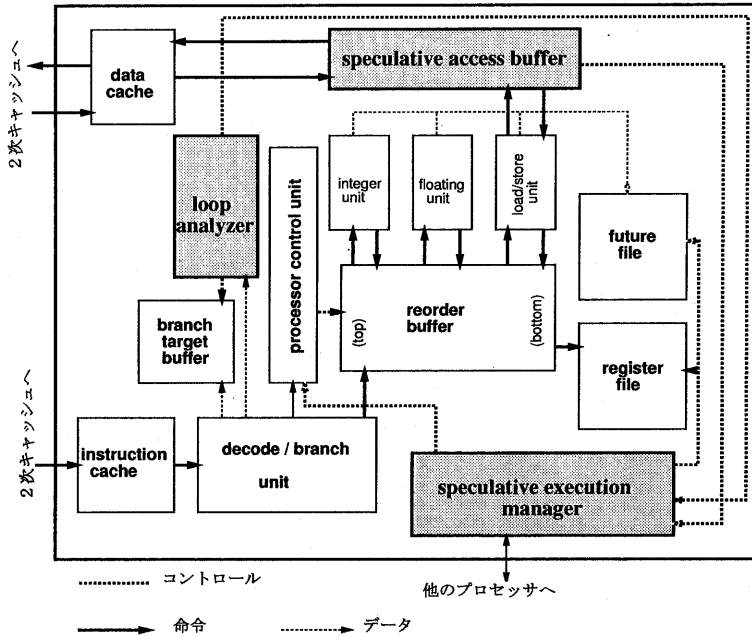 2次キャッシュへ
data
cache
speculative access buffer
loop
analyzer
processor control unit
integer
unit
floating
unit
load/store
unit
future
file
branch
target
buffer
(top)
reorder
buffer
(bottom)
register
file
2次キャッシュへ
instruction
cache
decode / branch
unit
speculative execution
manager
コントロール
他のプロセッサへ
命令
データ